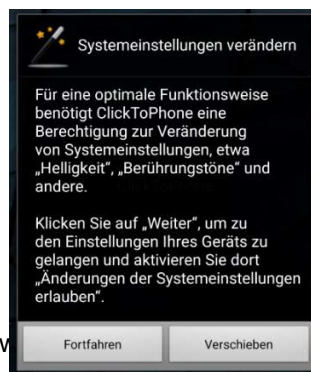 Systemeinstellungen verändern
Für eine optimale Funktionsweise
benötigt ClickToPhone eine
Berechtigung zur Veränderung
von Systemeinstellungen, etwa
„Helligkeit“, „Berührungstöne“ und
andere.
Klicken Sie auf „Weiter“, um zu
den Einstellungen Ihres Geräts zu
gelangen und aktivieren Sie dort
„Änderungen der Systemeinstellungen
erlauben“.
Fortfahren
Verschieben